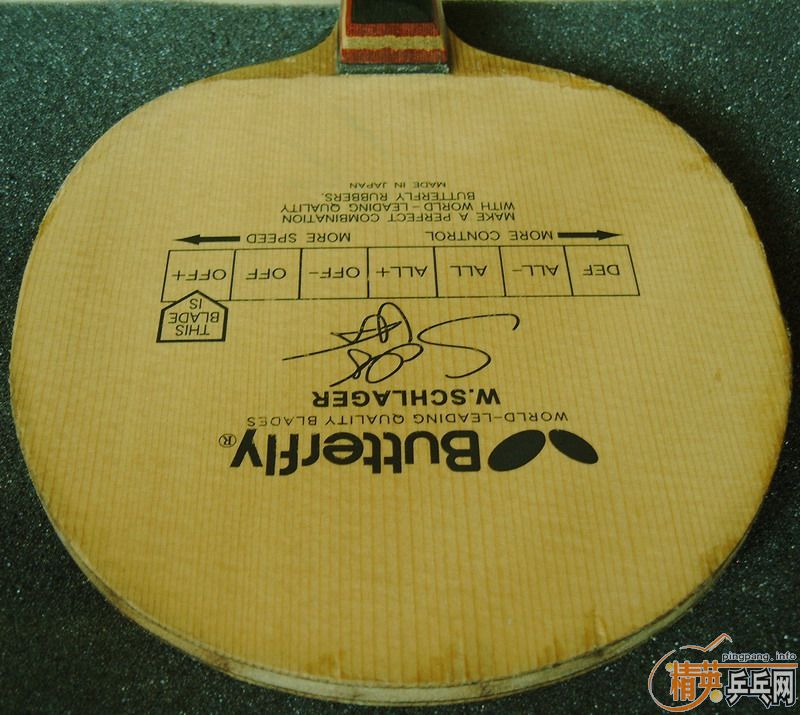 Butterfly®
WORLD-LEADING QUALITY BLADES
W.SCHLAGER
THIS
BLADE
IS
DEF ALL- ALL ALL+ OFF- OFF OFF+
MORE CONTROL MORE SPEED
MAKE A PERFECT COMBINATION
WITH WORLD-LEADING QUALITY
BUTTERFLY RUBBERS.
MADE IN JAPAN
pingpang.info
精英乒乓网